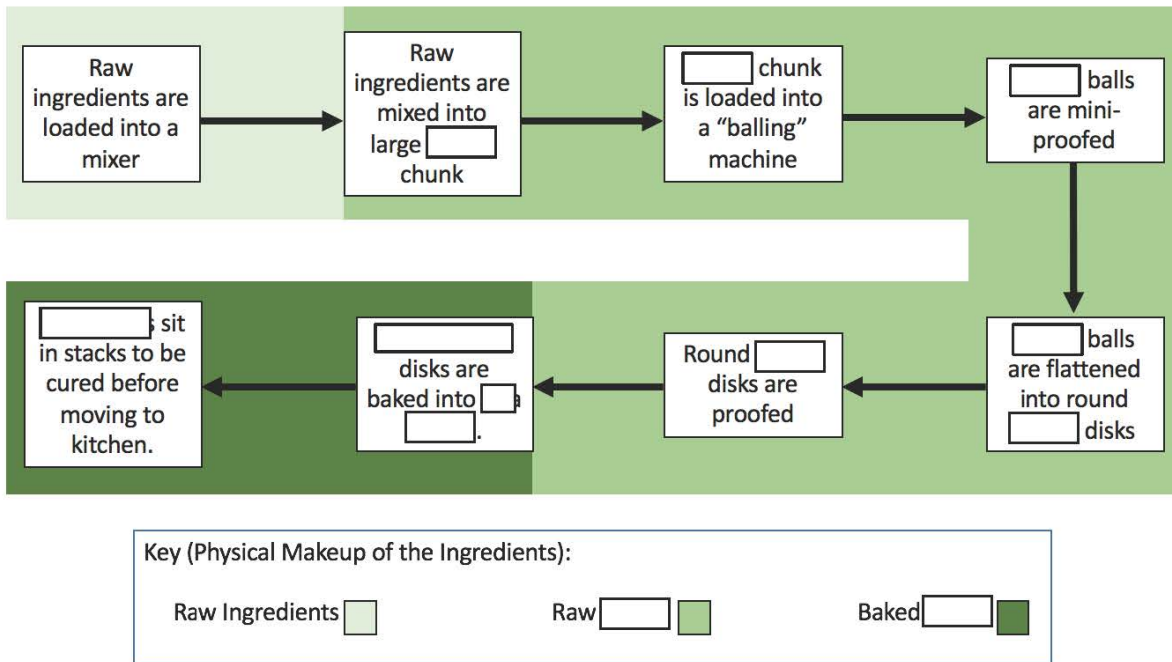 Raw
ingredients are
loaded into a
mixer
Raw
ingredients are
mixed into
large
chunk
chunk
is loaded into
a “balling”
machine
balls
are mini-
proofed
balls
are flattened
into round
disks
Round
disks are
proofed
disks are
baked into a
.
s sit
in stacks to be
cured before
moving to
kitchen.
Key (Physical Makeup of the Ingredients):
Raw Ingredients Raw Baked